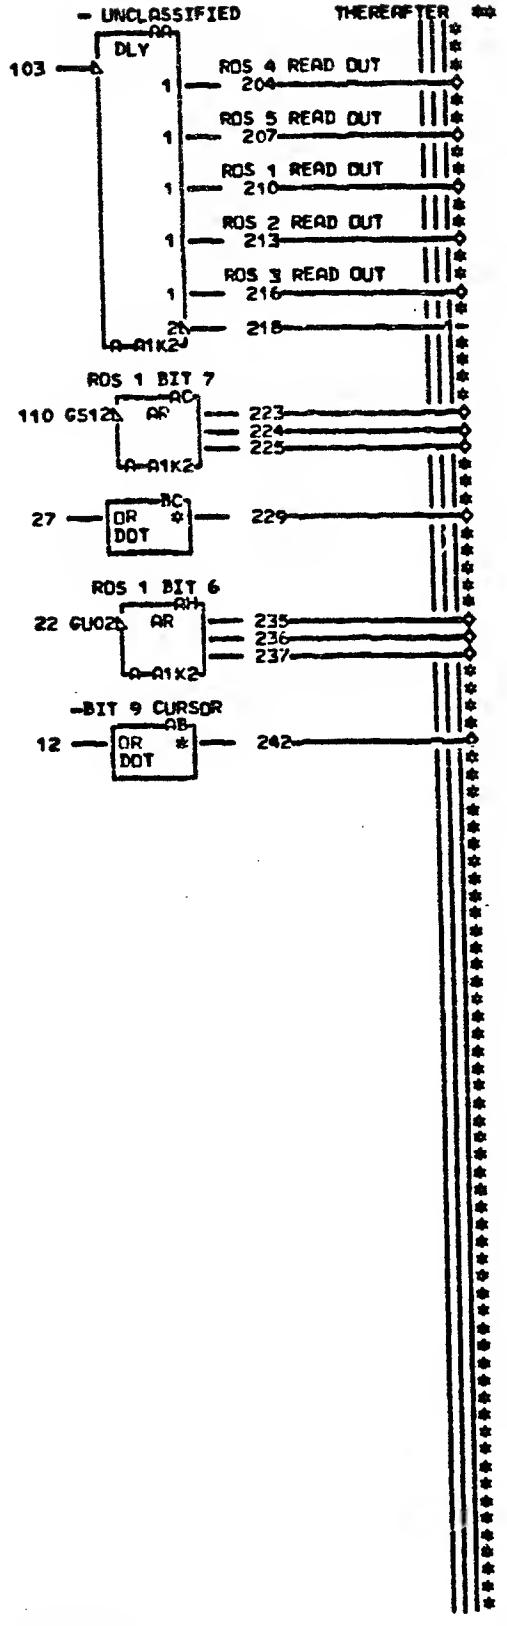 - UNCLASSIFIED THEREAFTER **
AA
DLY
103
ROS 4 READ OUT
1 204
ROS 5 READ OUT
1 207
ROS 1 READ OUT
1 210
ROS 2 READ OUT
1 213
ROS 3 READ OUT
1 216
2 218
A-A1K2
ROS 1 BIT 7
AC
110 GS12 AR 223
224
225
A-A1K2
BC
27 OR * 229
DOT
ROS 1 BIT 6
AH
22 GU02 AR 235
236
237
A-A1K2
-BIT 9 CURSOR
AB
12 OR * 242
DOT